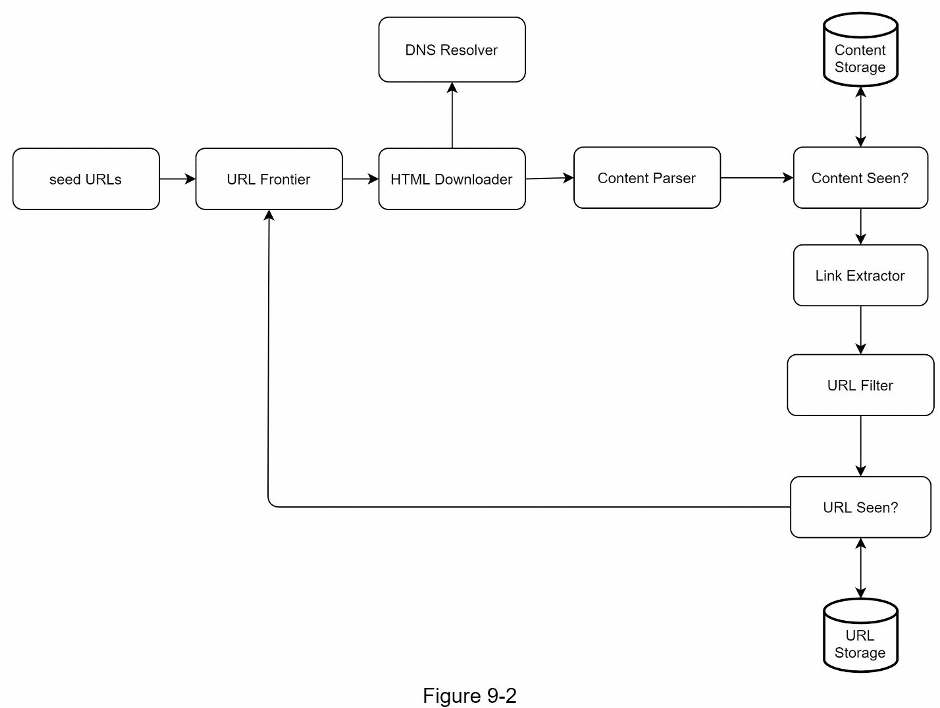 DNS Resolver
Content
Storage
seed URLs
URL Frontier
HTML Downloader
Content Parser
Content Seen?
Link Extractor
URL Filter
URL Seen?
URL
Storage
Figure 9-2